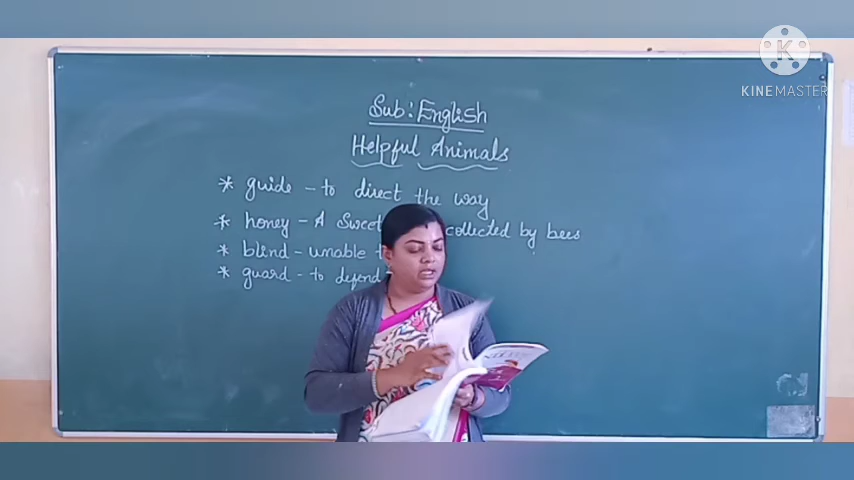 Sub: English
Helpful Animals
* guide - to direct the way
* honey - A Sweet collected by bees
* blind - unable
* guard - to defend
K
KINEMASTER